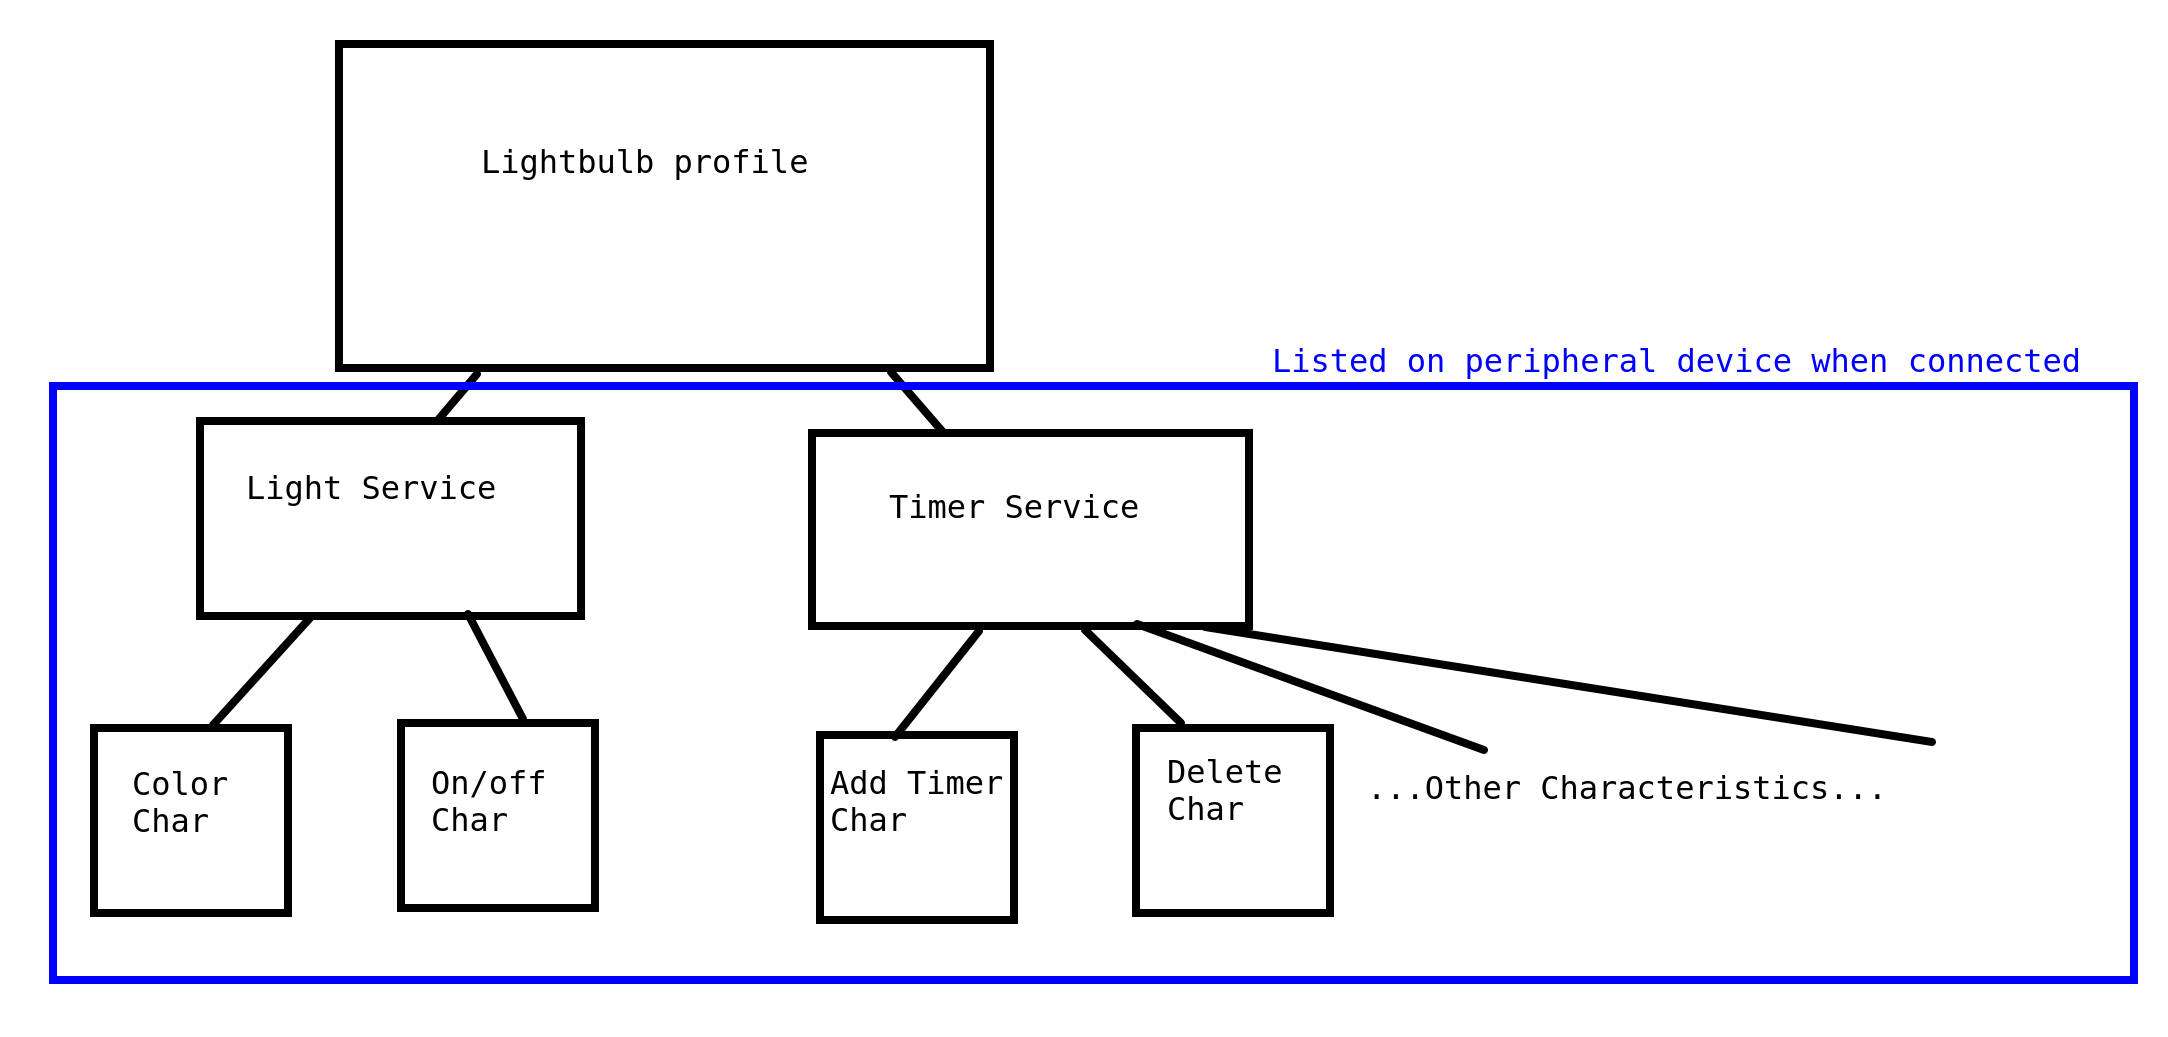 Lightbulb profile
Listed on peripheral device when connected
Light Service
Timer Service
Color
Char
On/off
Char
Add Timer
Char
Delete
Char
...Other Characteristics...